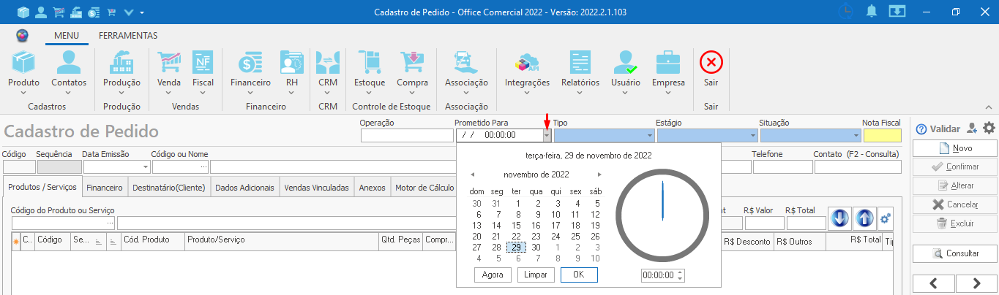 Cadastro de Pedido - Office Comercial 2022 - Versão: 2022.2.1.103
MENU FERRAMENTAS
Produto Contatos Produção Venda Fiscal Financeiro RH CRM Estoque Compra Associação Integrações Relatórios Usuário Empresa Sair
Cadastros Produção Vendas Financeiro CRM Controle de Estoque Associação Sair
Cadastro de Pedido
Operação Prometido Para Tipo Estágio Situação Nota Fiscal
/ / 00:00:00
Validar
Código Sequência Data Emissão Código ou Nome Telefone Contato (F2 - Consulta)
Produtos / Serviços Financeiro Destinatário(Cliente) Dados Adicionais Vendas Vinculadas Anexos Motor de Cálculo
Código do Produto ou Serviço R$ Valor R$ Total
C.. Código Se... Cód. Produto Produto/Serviço Qtd. Peças Compr... R$ Desconto R$ Outros R$ Total
terça-feira, 29 de novembro de 2022
novembro de 2022
dom seg ter qua qui sex sáb
30 31 1 2 3 4 5
6 7 8 9 10 11 12
13 14 15 16 17 18 19
20 21 22 23 24 25 26
27 28 29 30 1 2 3
4 5 6 7 8 9 10
Agora Limpar OK
00:00:00
Novo
Confirmar
Alterar
Cancelar
Excluir
Consultar